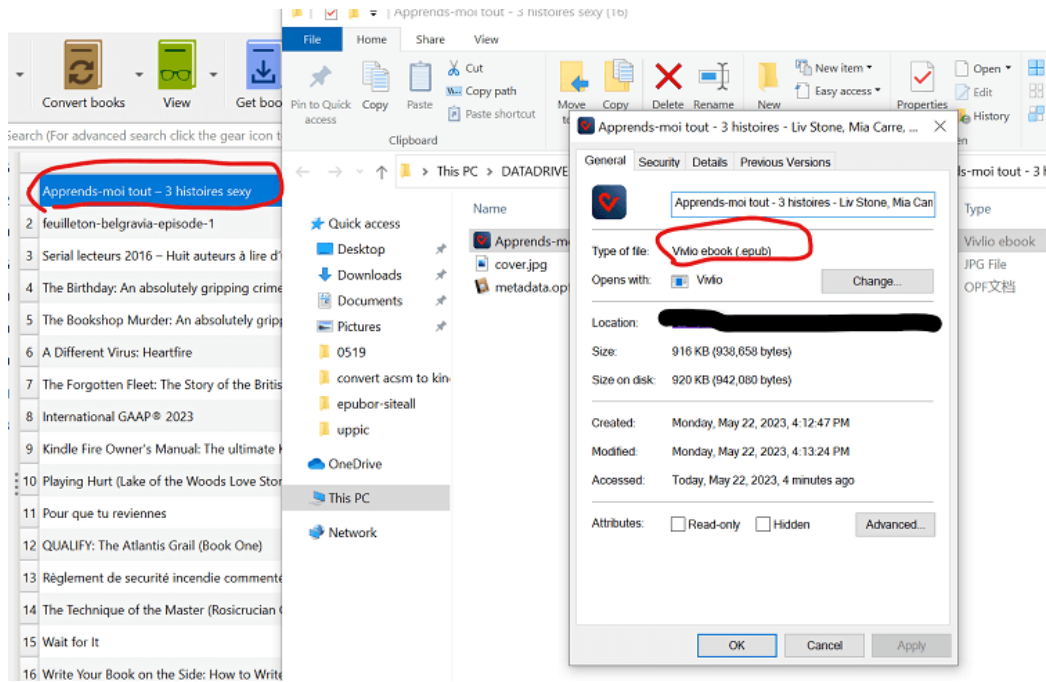 Apprends-moi tout - 3 histoires sexy (16)
File Home Share View
Convert books
View
Get boo
Search (For advanced search click the gear icon t
Apprends-moi tout – 3 histoires sexy
2 feuilleton-belgravia-episode-1
3 Serial lecteurs 2016 – Huit auteurs à lire d'
4 The Birthday: An absolutely gripping crime
5 The Bookshop Murder: An absolutely gripp
6 A Different Virus: Heartfire
7 The Forgotten Fleet: The Story of the Britis
8 International GAAP® 2023
9 Kindle Fire Owner's Manual: The ultimate K
10 Playing Hurt (Lake of the Woods Love Stor
11 Pour que tu reviennes
12 QUALIFY: The Atlantis Grail (Book One)
13 Règlement de securité incendie commenté
14 The Technique of the Master (Rosicrucian
15 Wait for It
16 Write Your Book on the Side: How to Write
Pin to Quick access
Copy
Paste
Cut
Copy path
Paste shortcut
Clipboard
Move
Copy
Delete
Rename
New
New item
Easy access
Properties
Open
Edit
History
This PC DATADRIVE
ls-moi tout - 3 h
Quick access
Desktop
Downloads
Documents
Pictures
0519
convert acsm to kin
epubor-siteall
uppic
OneDrive
This PC
Network
Name
Apprends-m
cover.jpg
metadata.op
Type
Vivlio ebook
JPG File
OPF文档
Apprends-moi tout - 3 histoires - Liv Stone, Mia Carre, ...
General Security Details Previous Versions
Apprends-moi tout - 3 histoires - Liv Stone, Mia Carr
Type of file: Vivlio ebook (.epub)
Opens with: Vivlio Change...
Location:
Size: 916 KB (938,658 bytes)
Size on disk: 920 KB (942,080 bytes)
Created: Monday, May 22, 2023, 4:12:47 PM
Modified: Monday, May 22, 2023, 4:13:24 PM
Accessed: Today, May 22, 2023, 4 minutes ago
Attributes: Read-only Hidden Advanced...
OK Cancel Apply